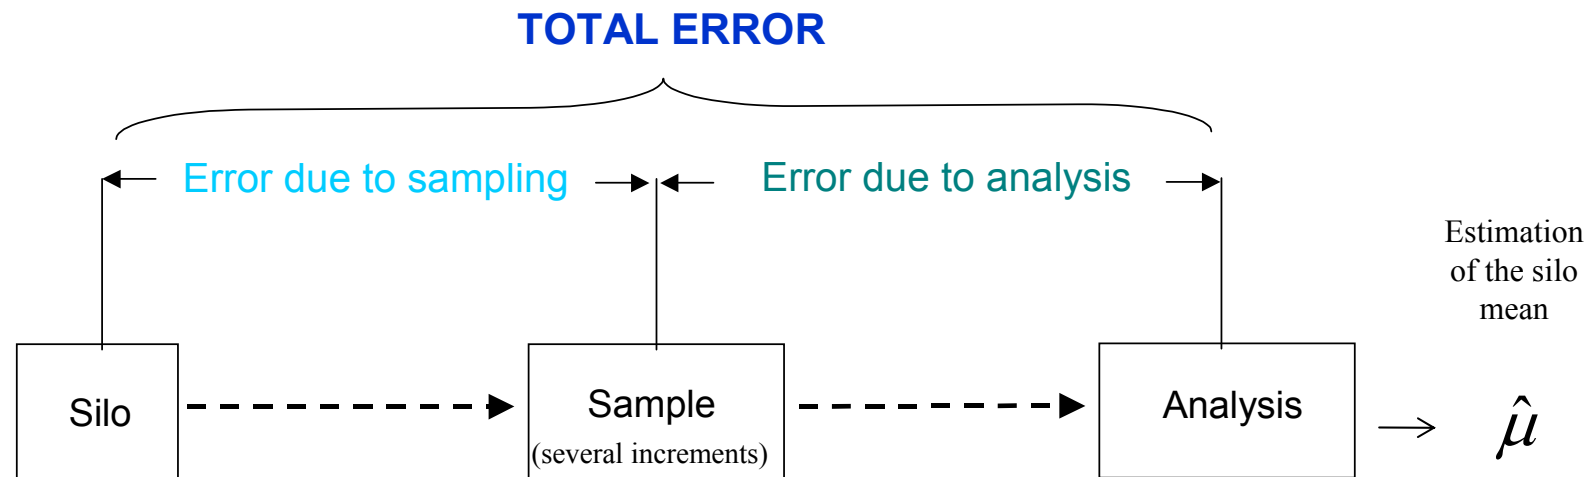 TOTAL ERROR
Error due to sampling
Error due to analysis
Estimation
of the silo
mean
Silo
Sample
(several increments)
Analysis
μ̂